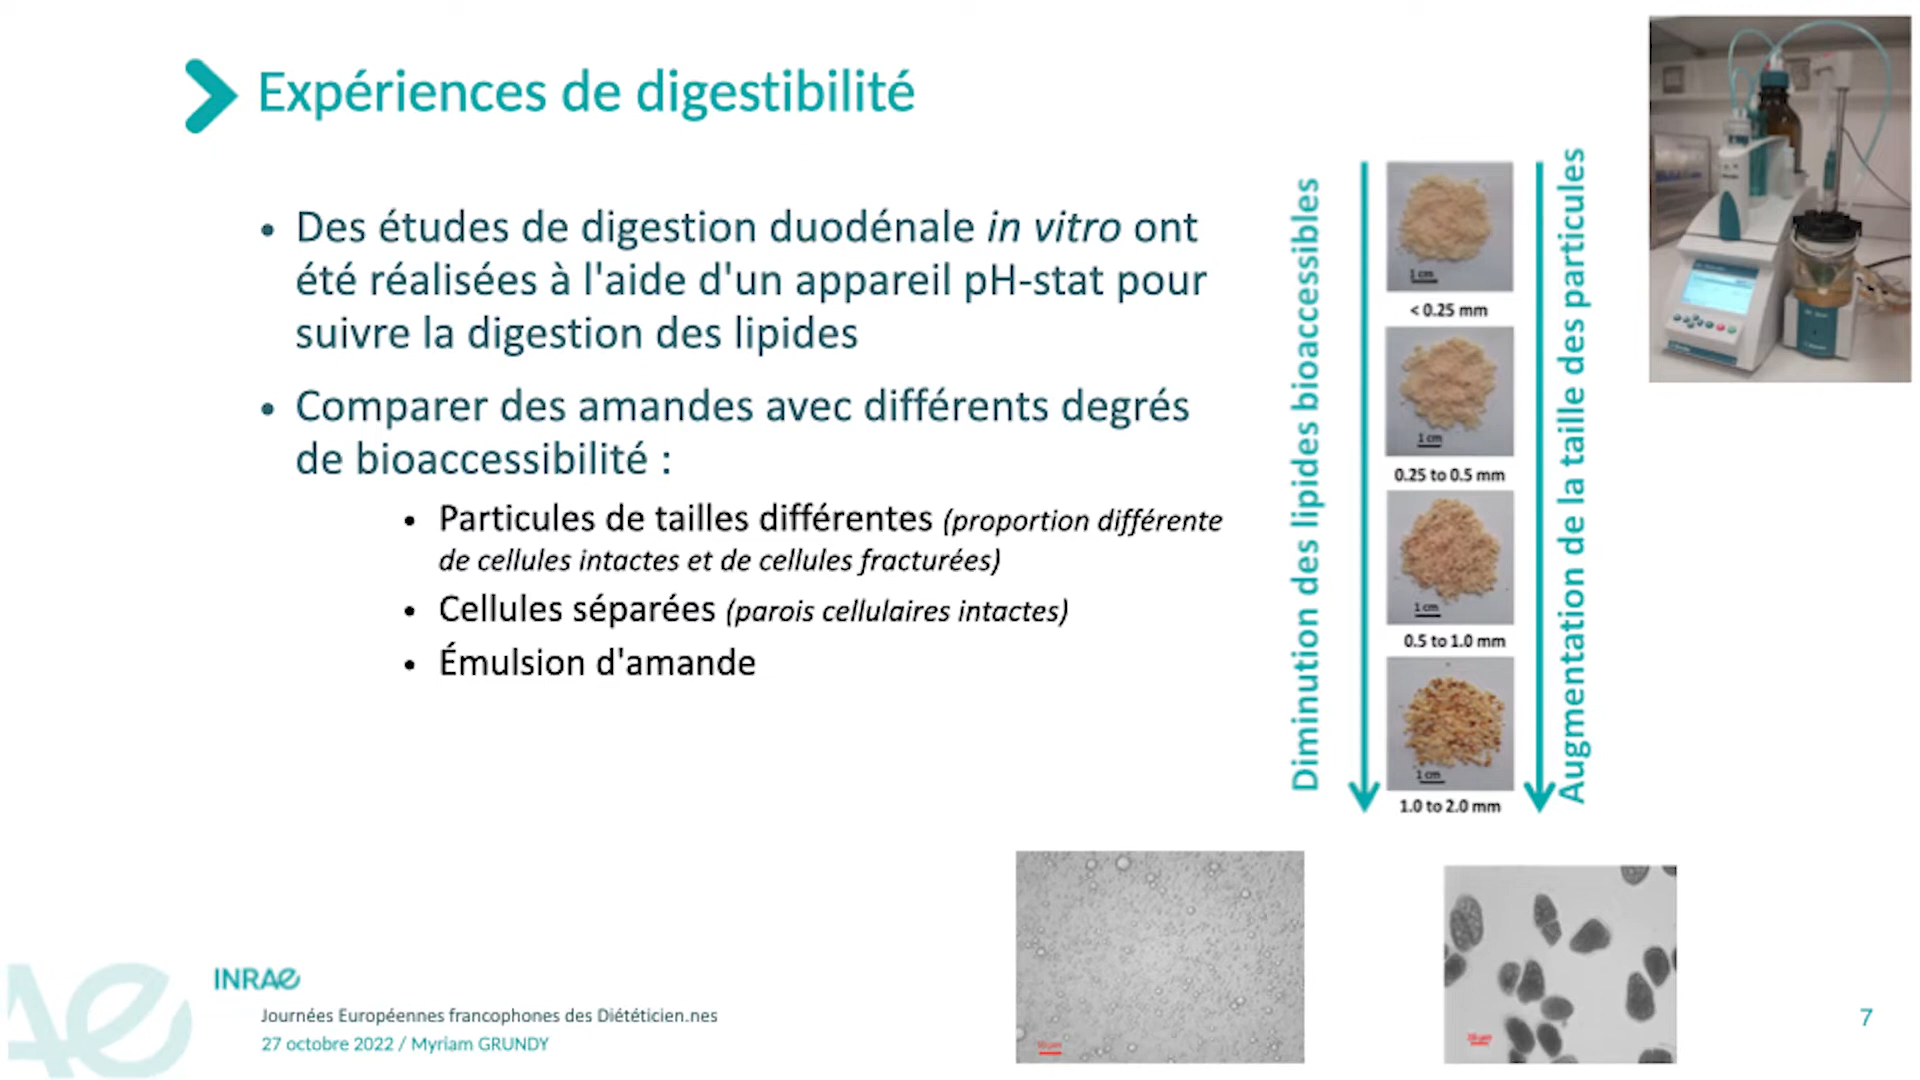 Expériences de digestibilité
• Des études de digestion duodénale in vitro ont
été réalisées à l'aide d'un appareil pH-stat pour
suivre la digestion des lipides
• Comparer des amandes avec différents degrés
de bioaccessibilité :
• Particules de tailles différentes (proportion différente
de cellules intactes et de cellules fracturées)
• Cellules séparées (parois cellulaires intactes)
• Émulsion d'amande
Diminution des lipides bioaccessibles
1 cm
< 0.25 mm
1 cm
0.25 to 0.5 mm
1 cm
0.5 to 1.0 mm
1 cm
1.0 to 2.0 mm
Augmentation de la taille des particules
INRAE
Journées Européennes francophones des Diététicien.nes
27 octobre 2022 / Myriam GRUNDY
7